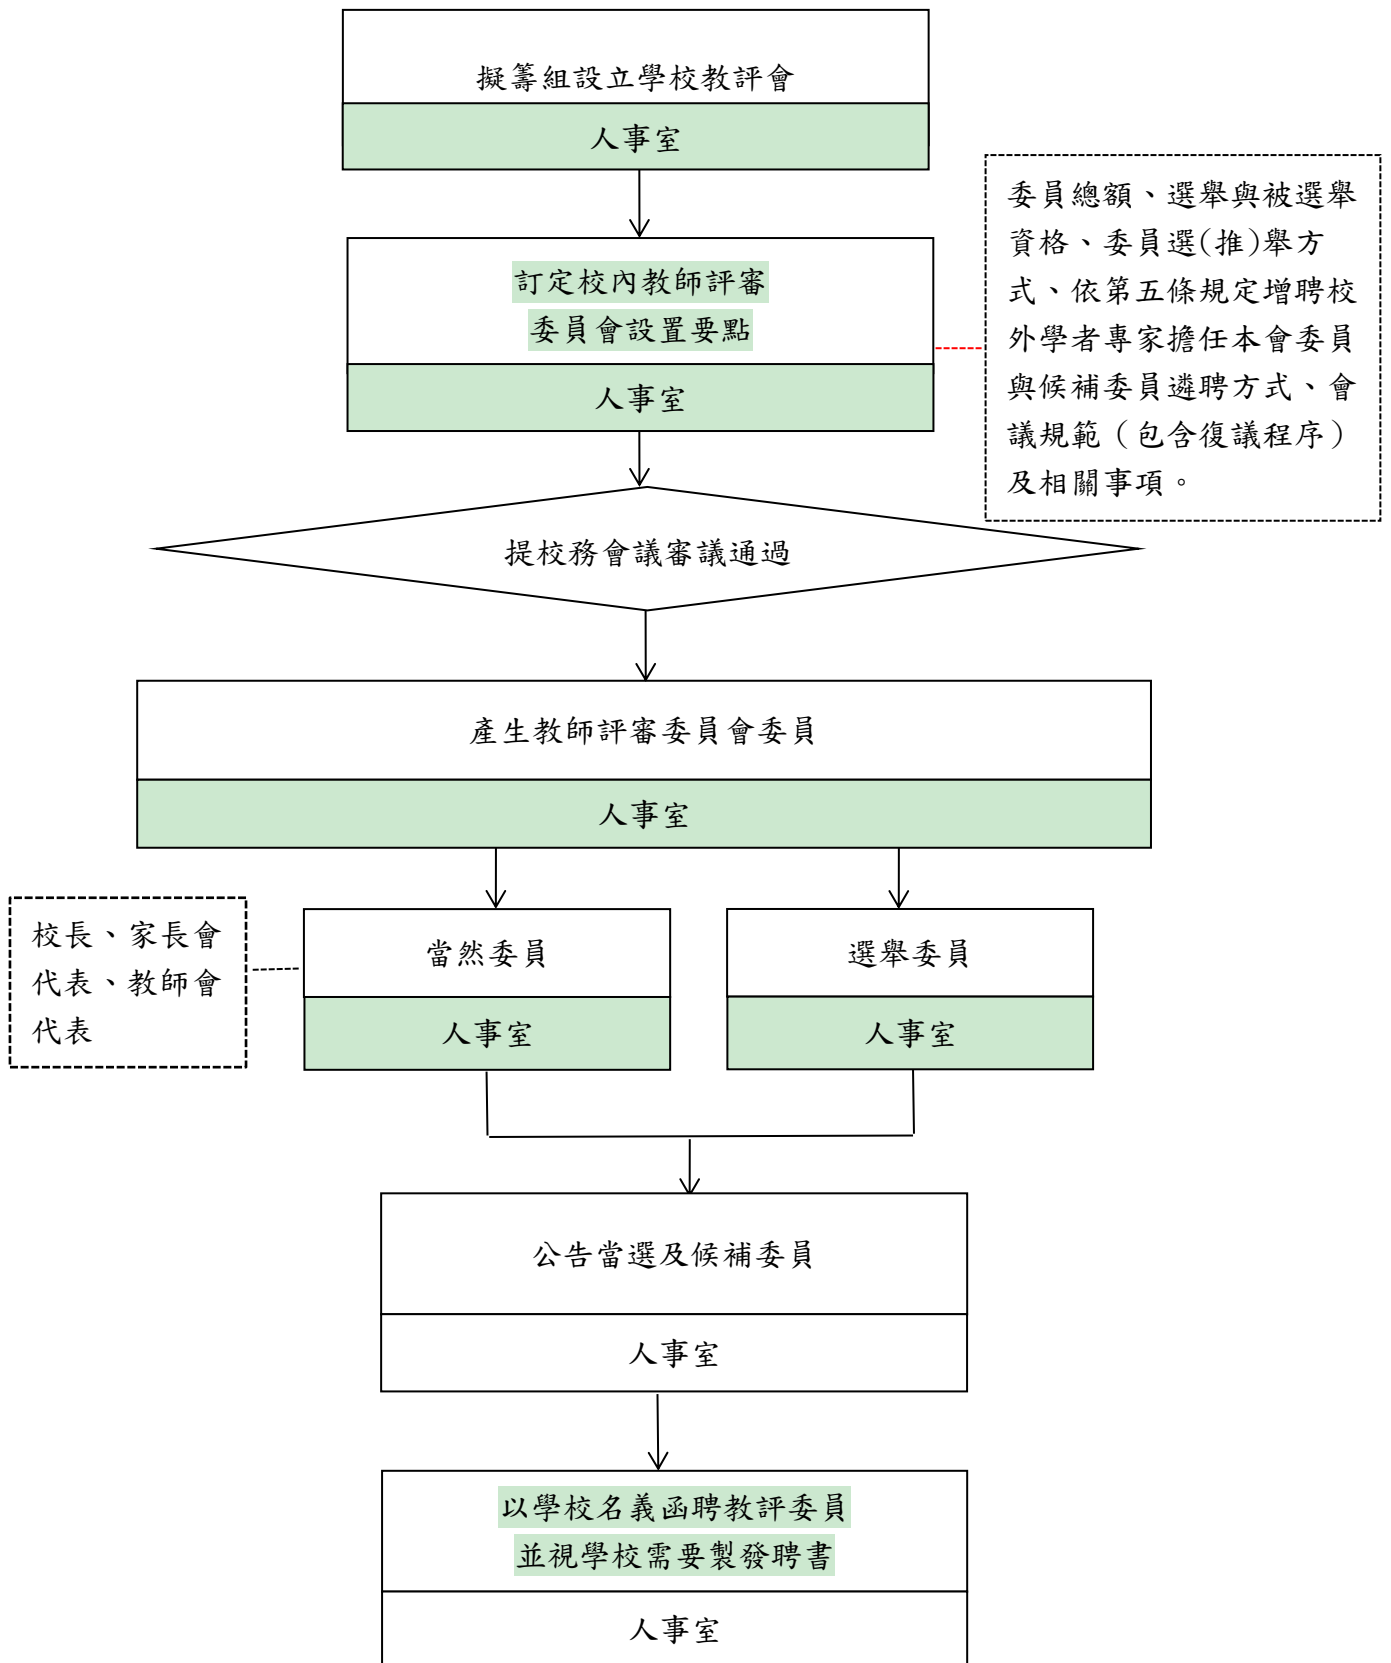 擬籌組設立學校教評會
人事室
訂定校內教師評審
委員會設置要點
人事室
委員總額、選舉與被選舉
資格、委員選(推)舉方
式、依第五條規定增聘校
外學者專家擔任本會委員
與候補委員遴聘方式、會
議規範（包含復議程序）
及相關事項。
提校務會議審議通過
產生教師評審委員會委員
人事室
校長、家長會
代表、教師會
代表
當然委員
人事室
選舉委員
人事室
公告當選及候補委員
人事室
以學校名義函聘教評委員
並視學校需要製發聘書
人事室